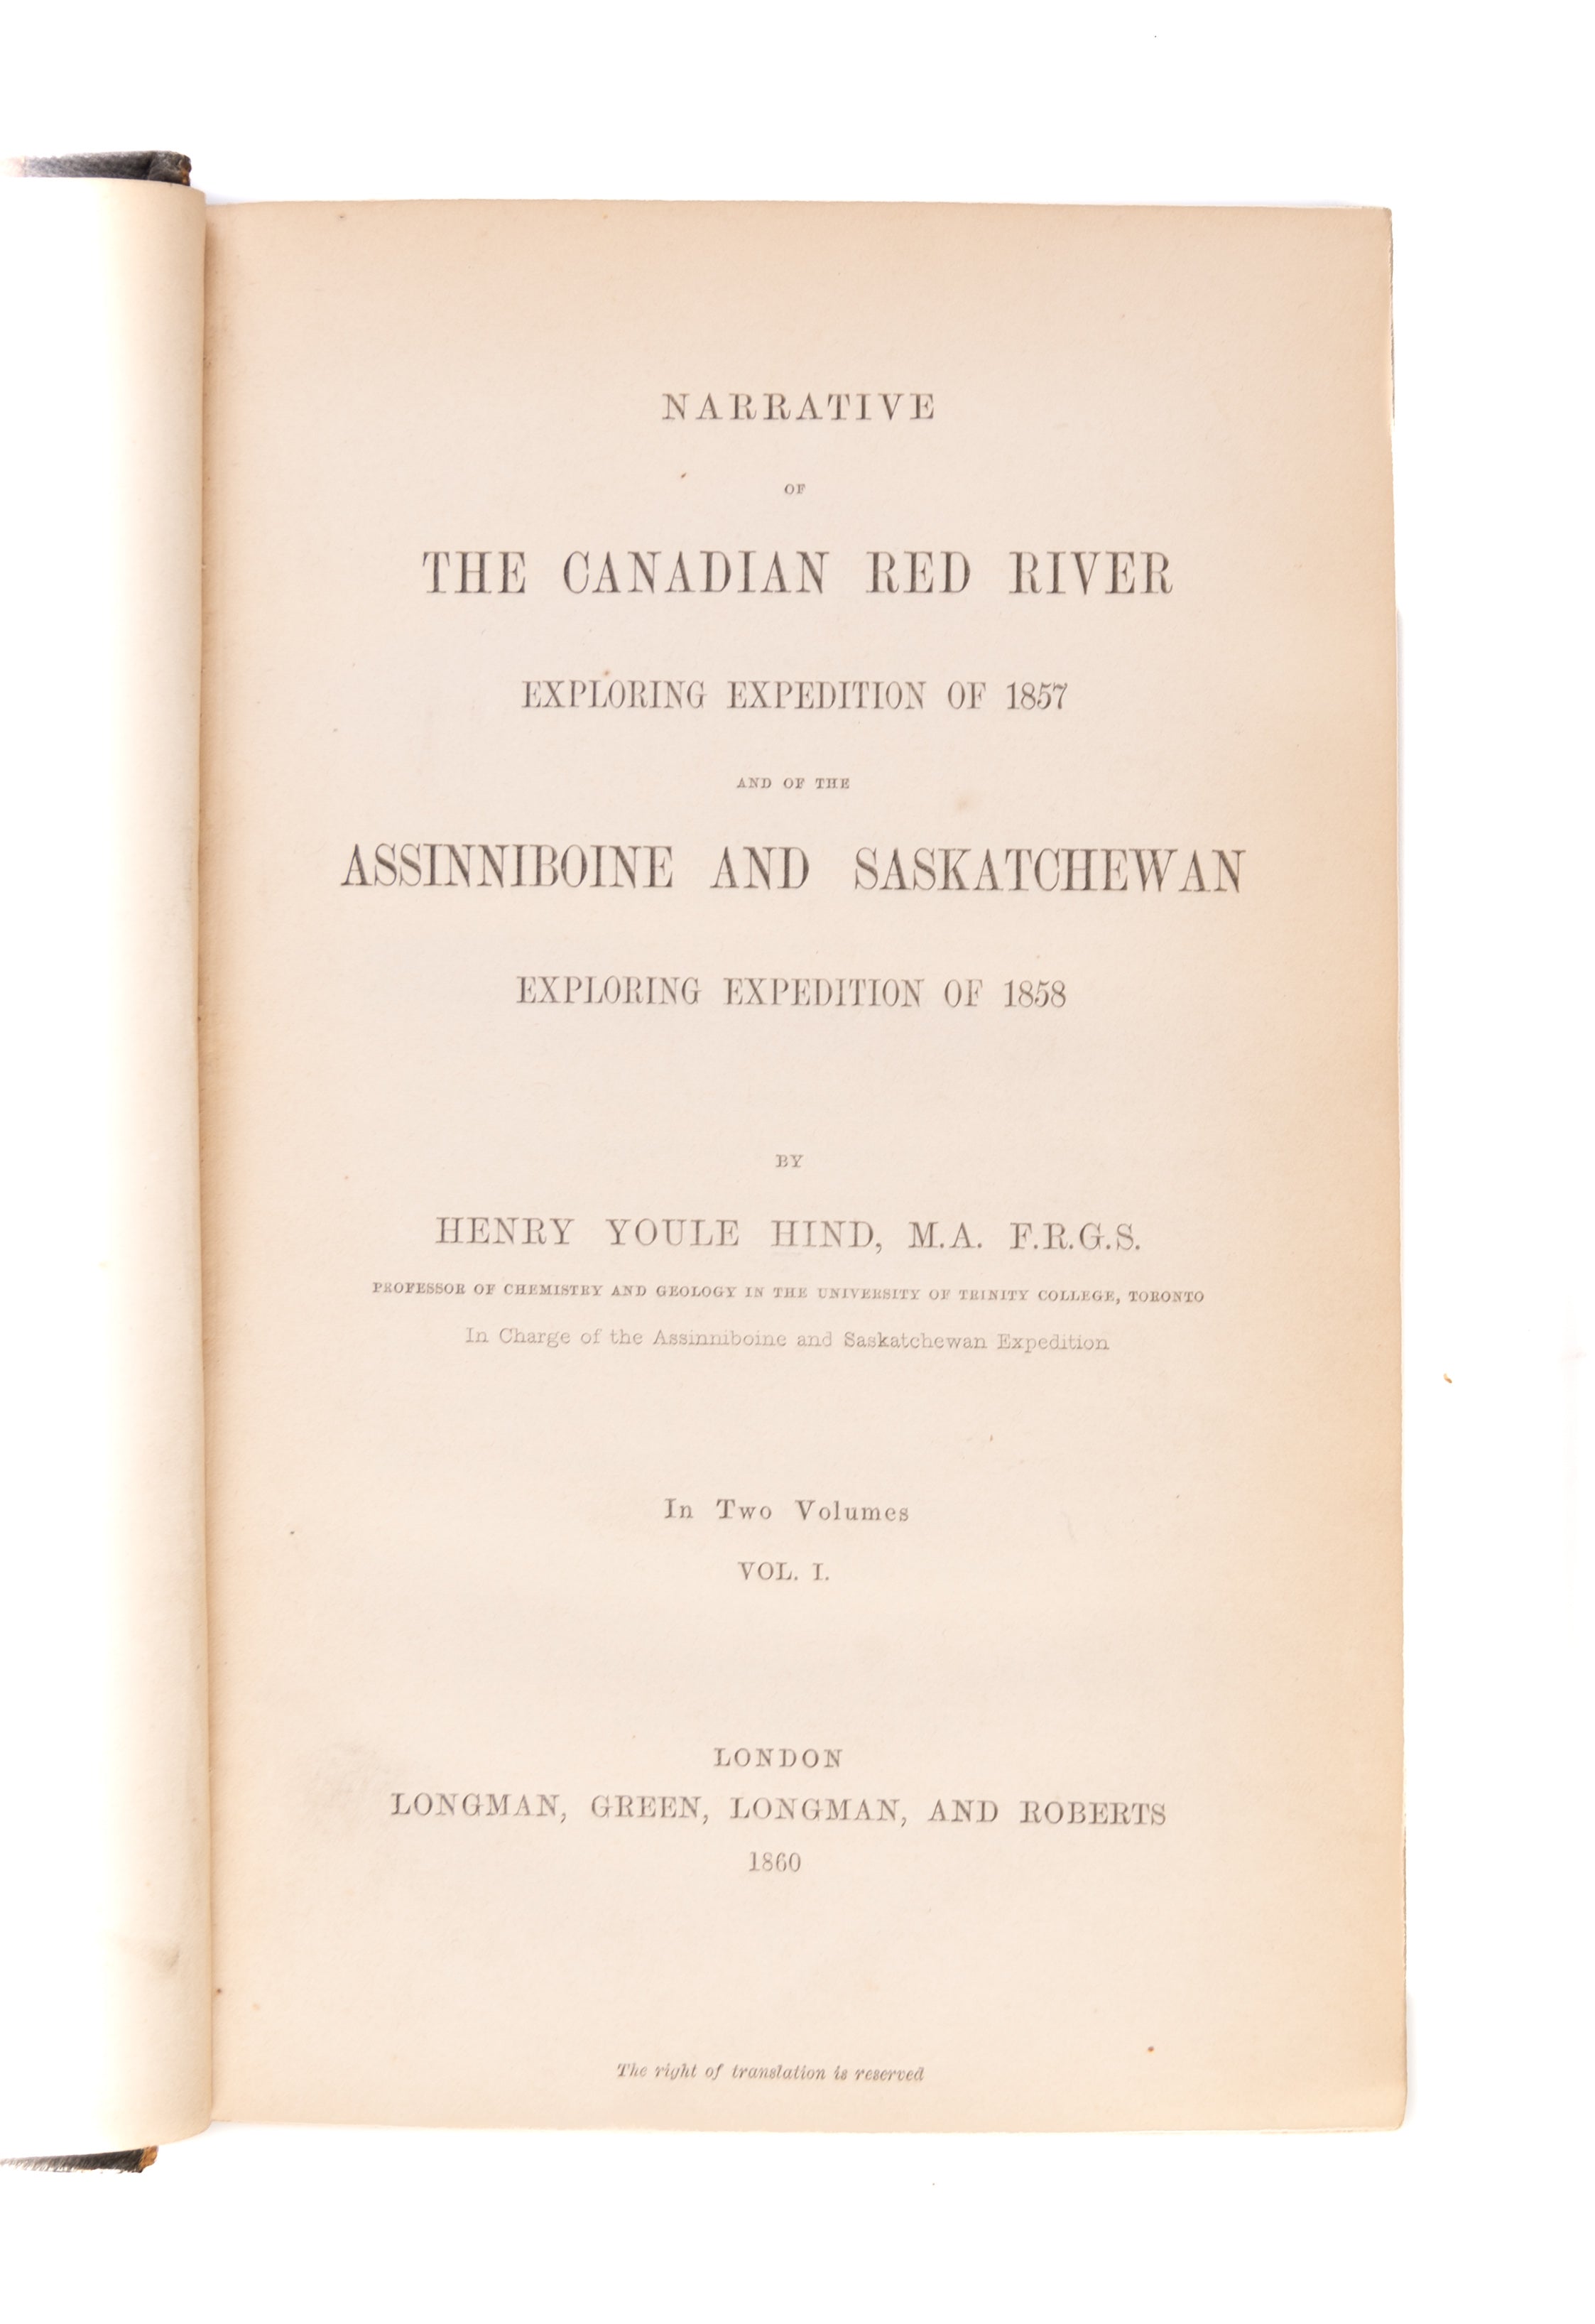 NARRATIVE
OF
THE CANADIAN RED RIVER
EXPLORING EXPEDITION OF 1857
AND OF THE
ASSINNIBOINE AND SASKATCHEWAN
EXPLORING EXPEDITION OF 1858
BY
HENRY YOULE HIND, M.A. F.R.G.S.
PROFESSOR OF CHEMISTRY AND GEOLOGY IN THE UNIVERSITY OF TRINITY COLLEGE, TORONTO
In Charge of the Assinniboine and Saskatchewan Expedition
In Two Volumes
VOL. I.
LONDON
LONGMAN, GREEN, LONGMAN, AND ROBERTS
1860
The right of translation is reserved